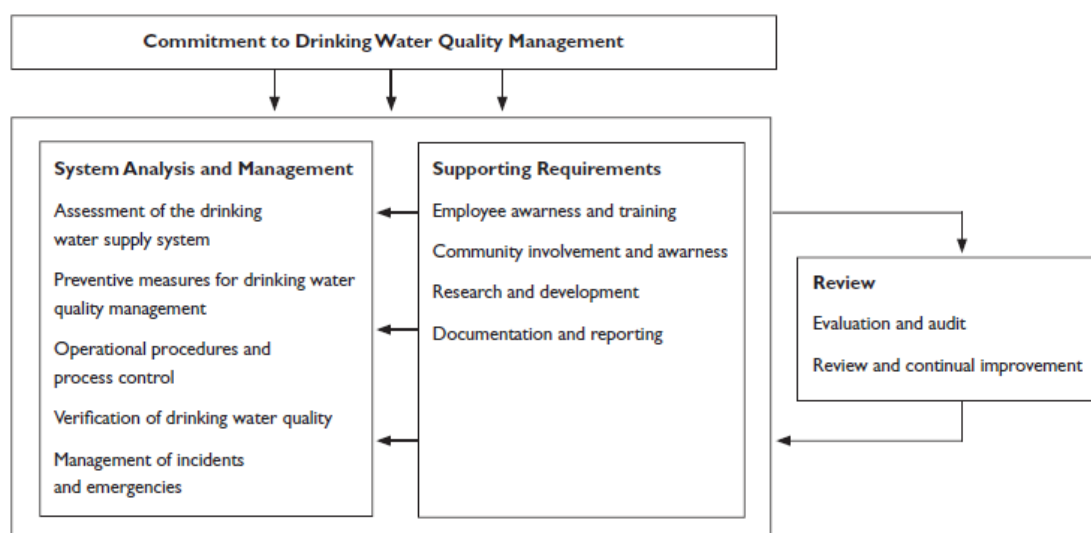 Commitment to Drinking Water Quality Management
System Analysis and Management
Assessment of the drinking
water supply system
Preventive measures for drinking water
quality management
Operational procedures and
process control
Verification of drinking water quality
Management of incidents
and emergencies
Supporting Requirements
Employee awarness and training
Community involvement and awarness
Research and development
Documentation and reporting
Review
Evaluation and audit
Review and continual improvement